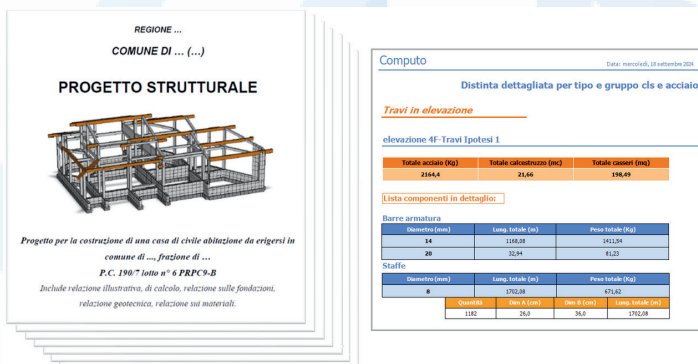 REGIONE ...
COMUNE DI ... (...)
PROGETTO STRUTTURALE
Progetto per la costruzione di una casa di civile abitazione da erigersi in
comune di ..., frazione di ...
P.C. 190/7 lotto n° 6 PRPC9-B
Include relazione illustrativa, di calcolo, relazione sulle fondazioni,
relazione geotecnica, relazione sui materiali.
Computo
Data: mercoledì, 18 settembre 2024
Distinta dettagliata per tipo e gruppo cls e acciaio
Travi in elevazione
elevazione 4F-Travi Ipotesi 1
Totale acciaio (Kg) Totale calcestruzzo (mc) Totale casseri (mq)
2164,4 21,66 198,49
Lista componenti in dettaglio:
Barre armatura
Diametro (mm) Lung. totale (m) Peso totale (Kg)
14 1168,08 1411,54
20 32,94 81,23
Staffe
Diametro (mm) Lung. totale (m) Peso totale (Kg)
8 1702,08 671,62
Quantità Dim A (cm) Dim B (cm) Lung. totale (m)
1182 26,0 36,0 1702,08